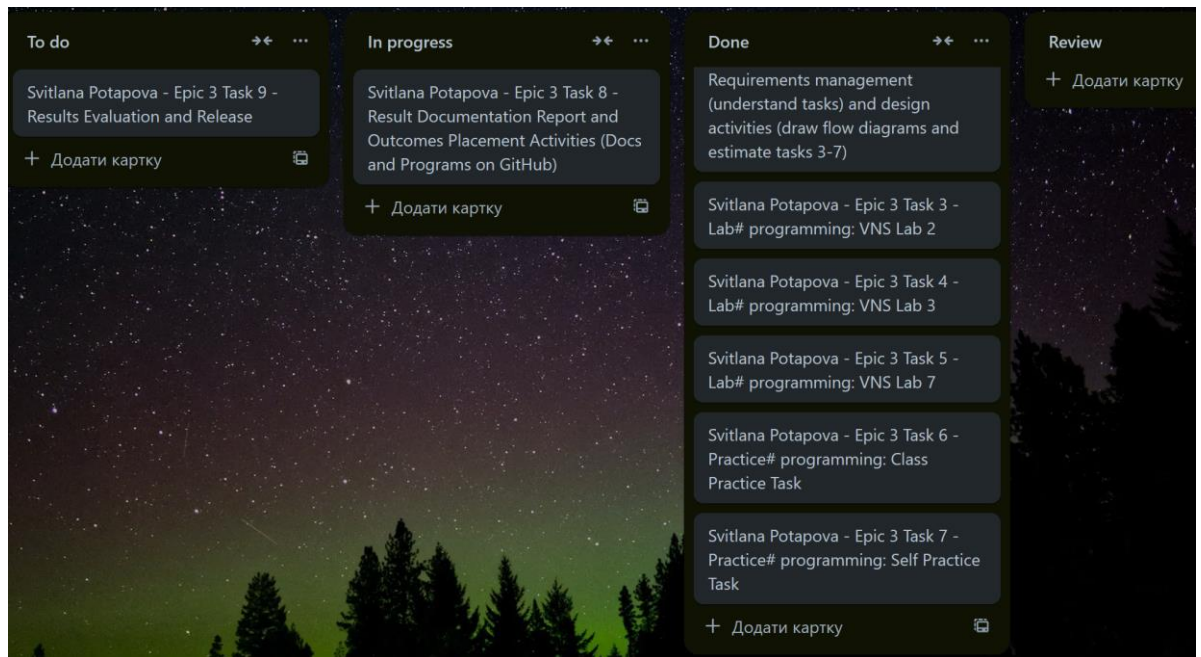 To do
Svitlana Potapova - Epic 3 Task 9 -
Results Evaluation and Release
+ Додати картку
In progress
Svitlana Potapova - Epic 3 Task 8 -
Result Documentation Report and
Outcomes Placement Activities (Docs
and Programs on GitHub)
+ Додати картку
Done
Requirements management
(understand tasks) and design
activities (draw flow diagrams and
estimate tasks 3-7)
Svitlana Potapova - Epic 3 Task 3 -
Lab# programming: VNS Lab 2
Svitlana Potapova - Epic 3 Task 4 -
Lab# programming: VNS Lab 3
Svitlana Potapova - Epic 3 Task 5 -
Lab# programming: VNS Lab 7
Svitlana Potapova - Epic 3 Task 6 -
Practice# programming: Class
Practice Task
Svitlana Potapova - Epic 3 Task 7 -
Practice# programming: Self Practice
Task
+ Додати картку
Review
+ Додати картку